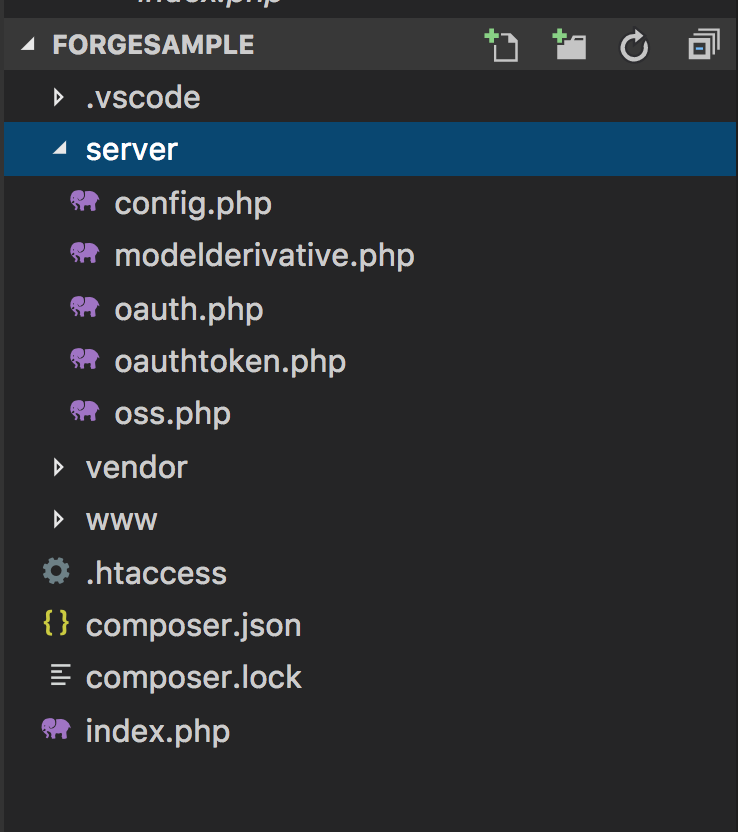 index.php
FORGESAMPLE
.vscode
server
config.php
modelderivative.php
oauth.php
oauthtoken.php
oss.php
vendor
www
.htaccess
{ } composer.json
composer.lock
index.php